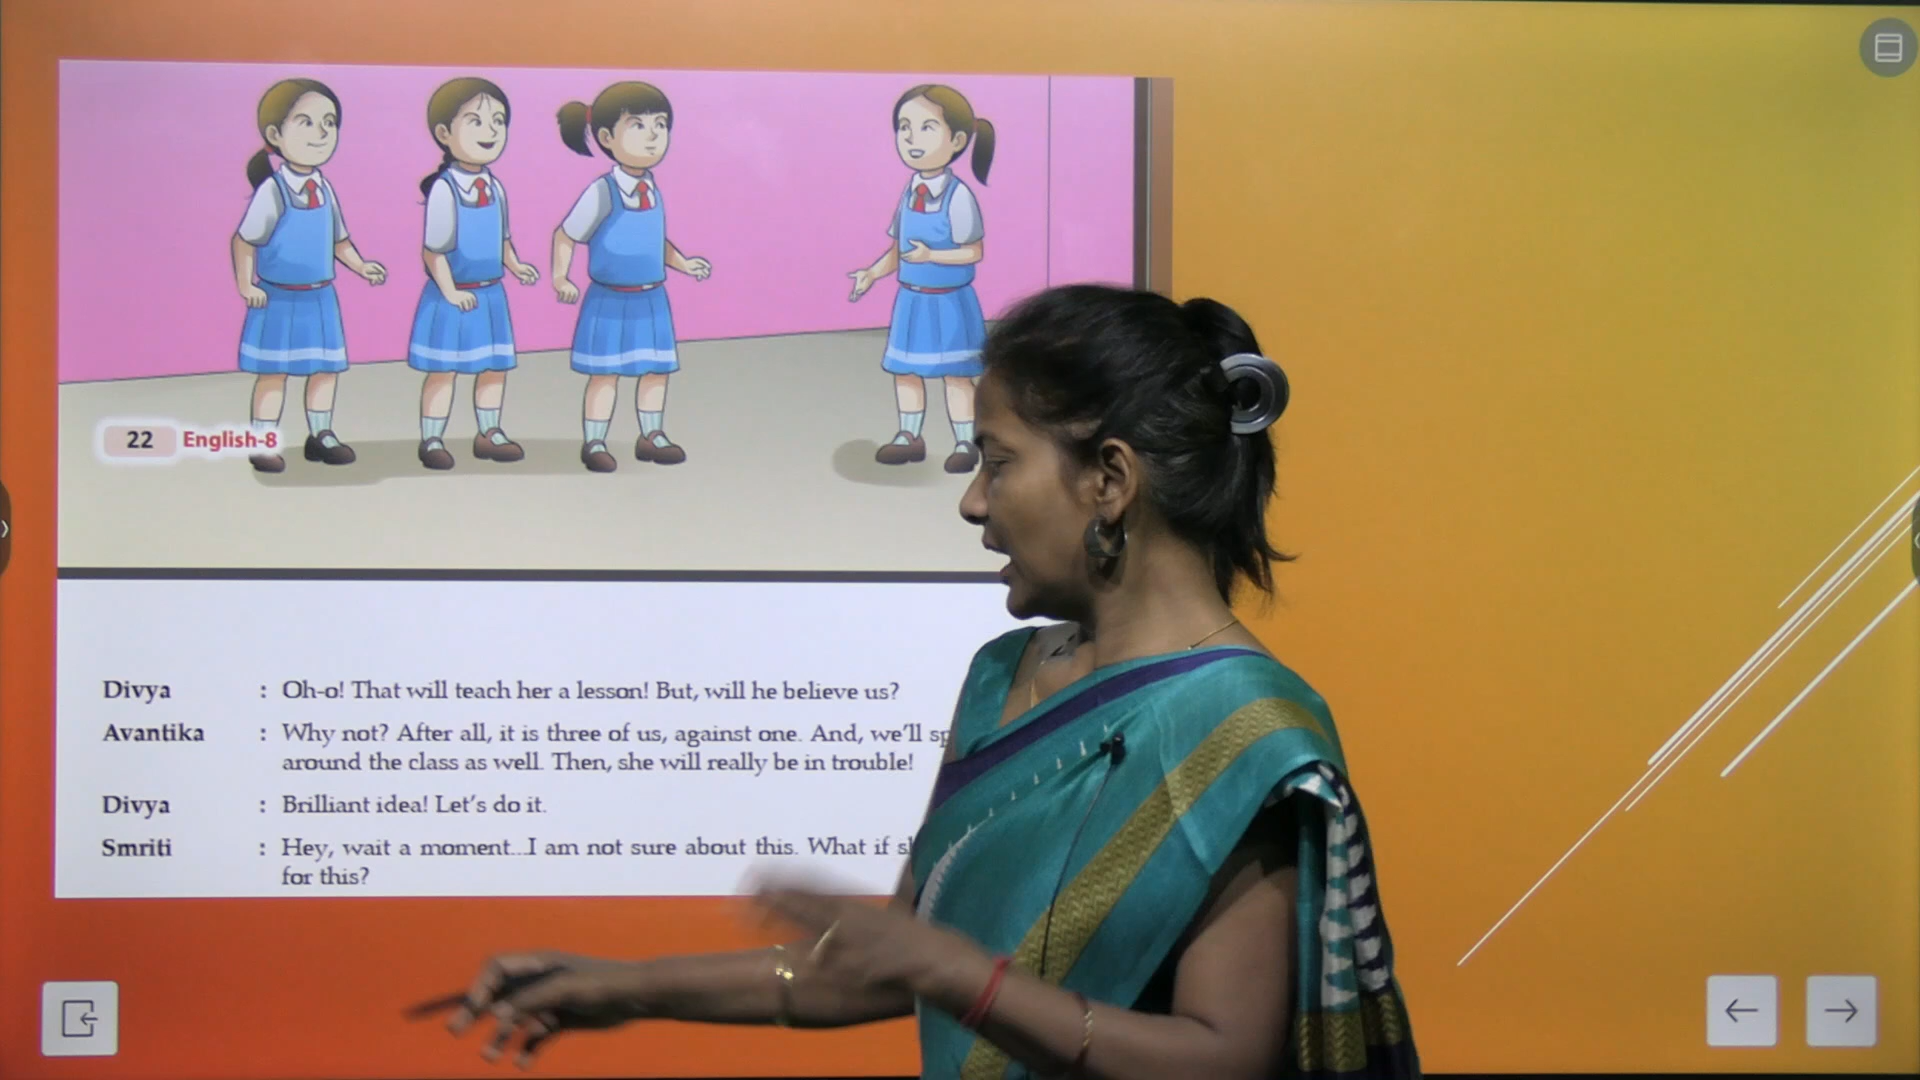 22 English-8
Divya : Oh-o! That will teach her a lesson! But, will he believe us?
Avantika : Why not? After all, it is three of us, against one. And, we'll
around the class as well. Then, she will really be in trouble!
Divya : Brilliant idea! Let's do it.
Smriti : Hey, wait a moment...I am not sure about this. What if
for this?